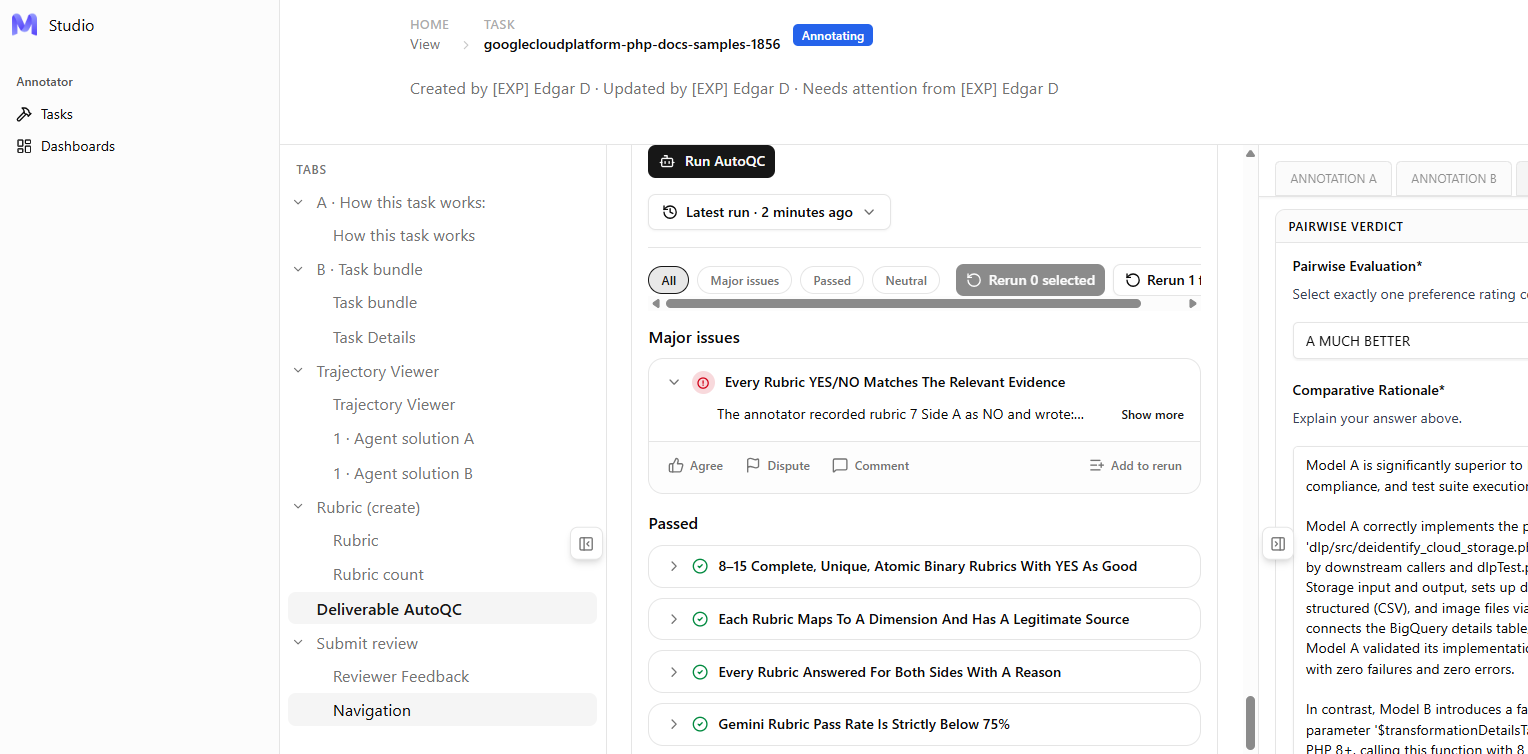 Studio
HOME
TASK
View
googlecloudplatform-php-docs-samples-1856
Annotating
Created by [EXP] Edgar D · Updated by [EXP] Edgar D · Needs attention from [EXP] Edgar D
Annotator
Tasks
Dashboards
TABS
A · How this task works:
How this task works
B · Task bundle
Task bundle
Task Details
Trajectory Viewer
Trajectory Viewer
1 · Agent solution A
1 · Agent solution B
Rubric (create)
Rubric
Rubric count
Deliverable AutoQC
Submit review
Reviewer Feedback
Navigation
Run AutoQC
Latest run · 2 minutes ago
All
Major issues
Passed
Neutral
Rerun 0 selected
Rerun 1
Major issues
Every Rubric YES/NO Matches The Relevant Evidence
The annotator recorded rubric 7 Side A as NO and wrote:...
Show more
Agree
Dispute
Comment
Add to rerun
Passed
8–15 Complete, Unique, Atomic Binary Rubrics With YES As Good
Each Rubric Maps To A Dimension And Has A Legitimate Source
Every Rubric Answered For Both Sides With A Reason
Gemini Rubric Pass Rate Is Strictly Below 75%
ANNOTATION A
ANNOTATION B
PAIRWISE VERDICT
Pairwise Evaluation*
Select exactly one preference rating
A MUCH BETTER
Comparative Rationale*
Explain your answer above.
Model A is significantly superior to
compliance, and test suite execution
Model A correctly implements the
'dlp/src/deidentify_cloud_storage.
by downstream callers and dlpTest.
Storage input and output, sets up
structured (CSV), and image files via
connects the BigQuery details table
Model A validated its implementatio
with zero failures and zero errors.
In contrast, Model B introduces a
parameter '$transformationDetailsT
PHP 8+, calling this function with 8